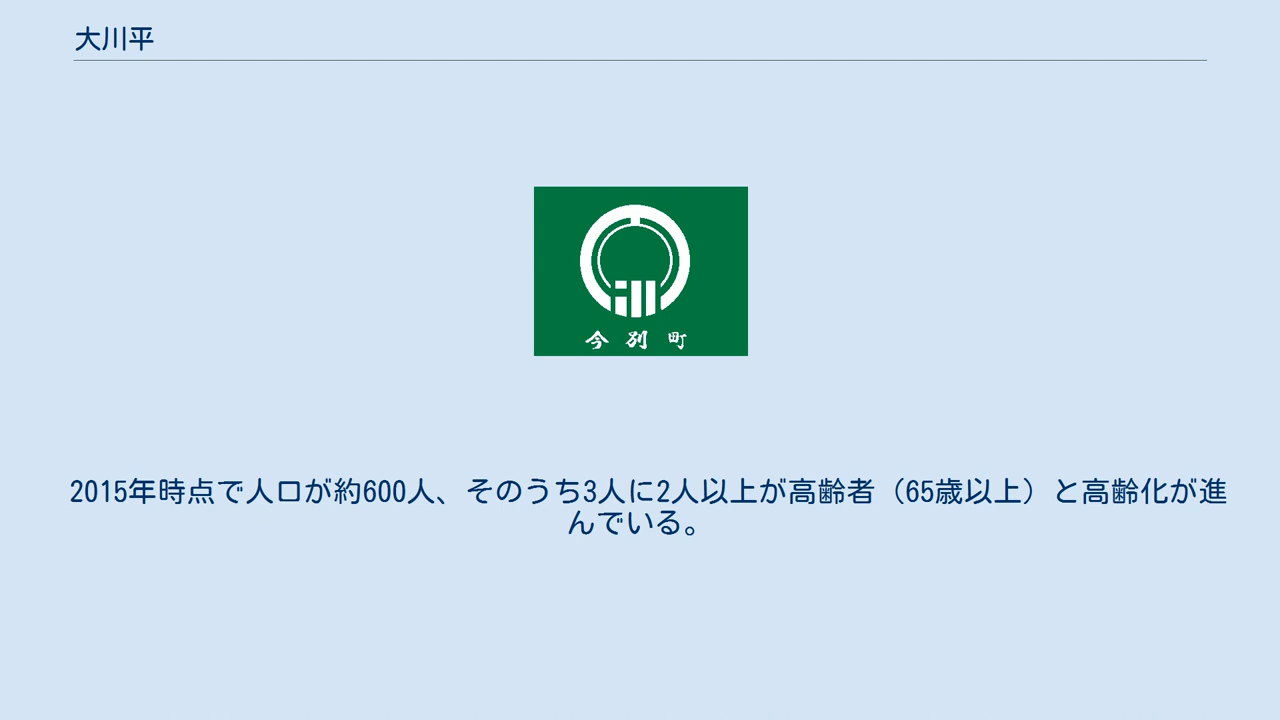 大川平
今別町
2015年時点で人口が約600人、そのうち3人に2人以上が高齢者（65歳以上）と高齢化が進
んでいる。